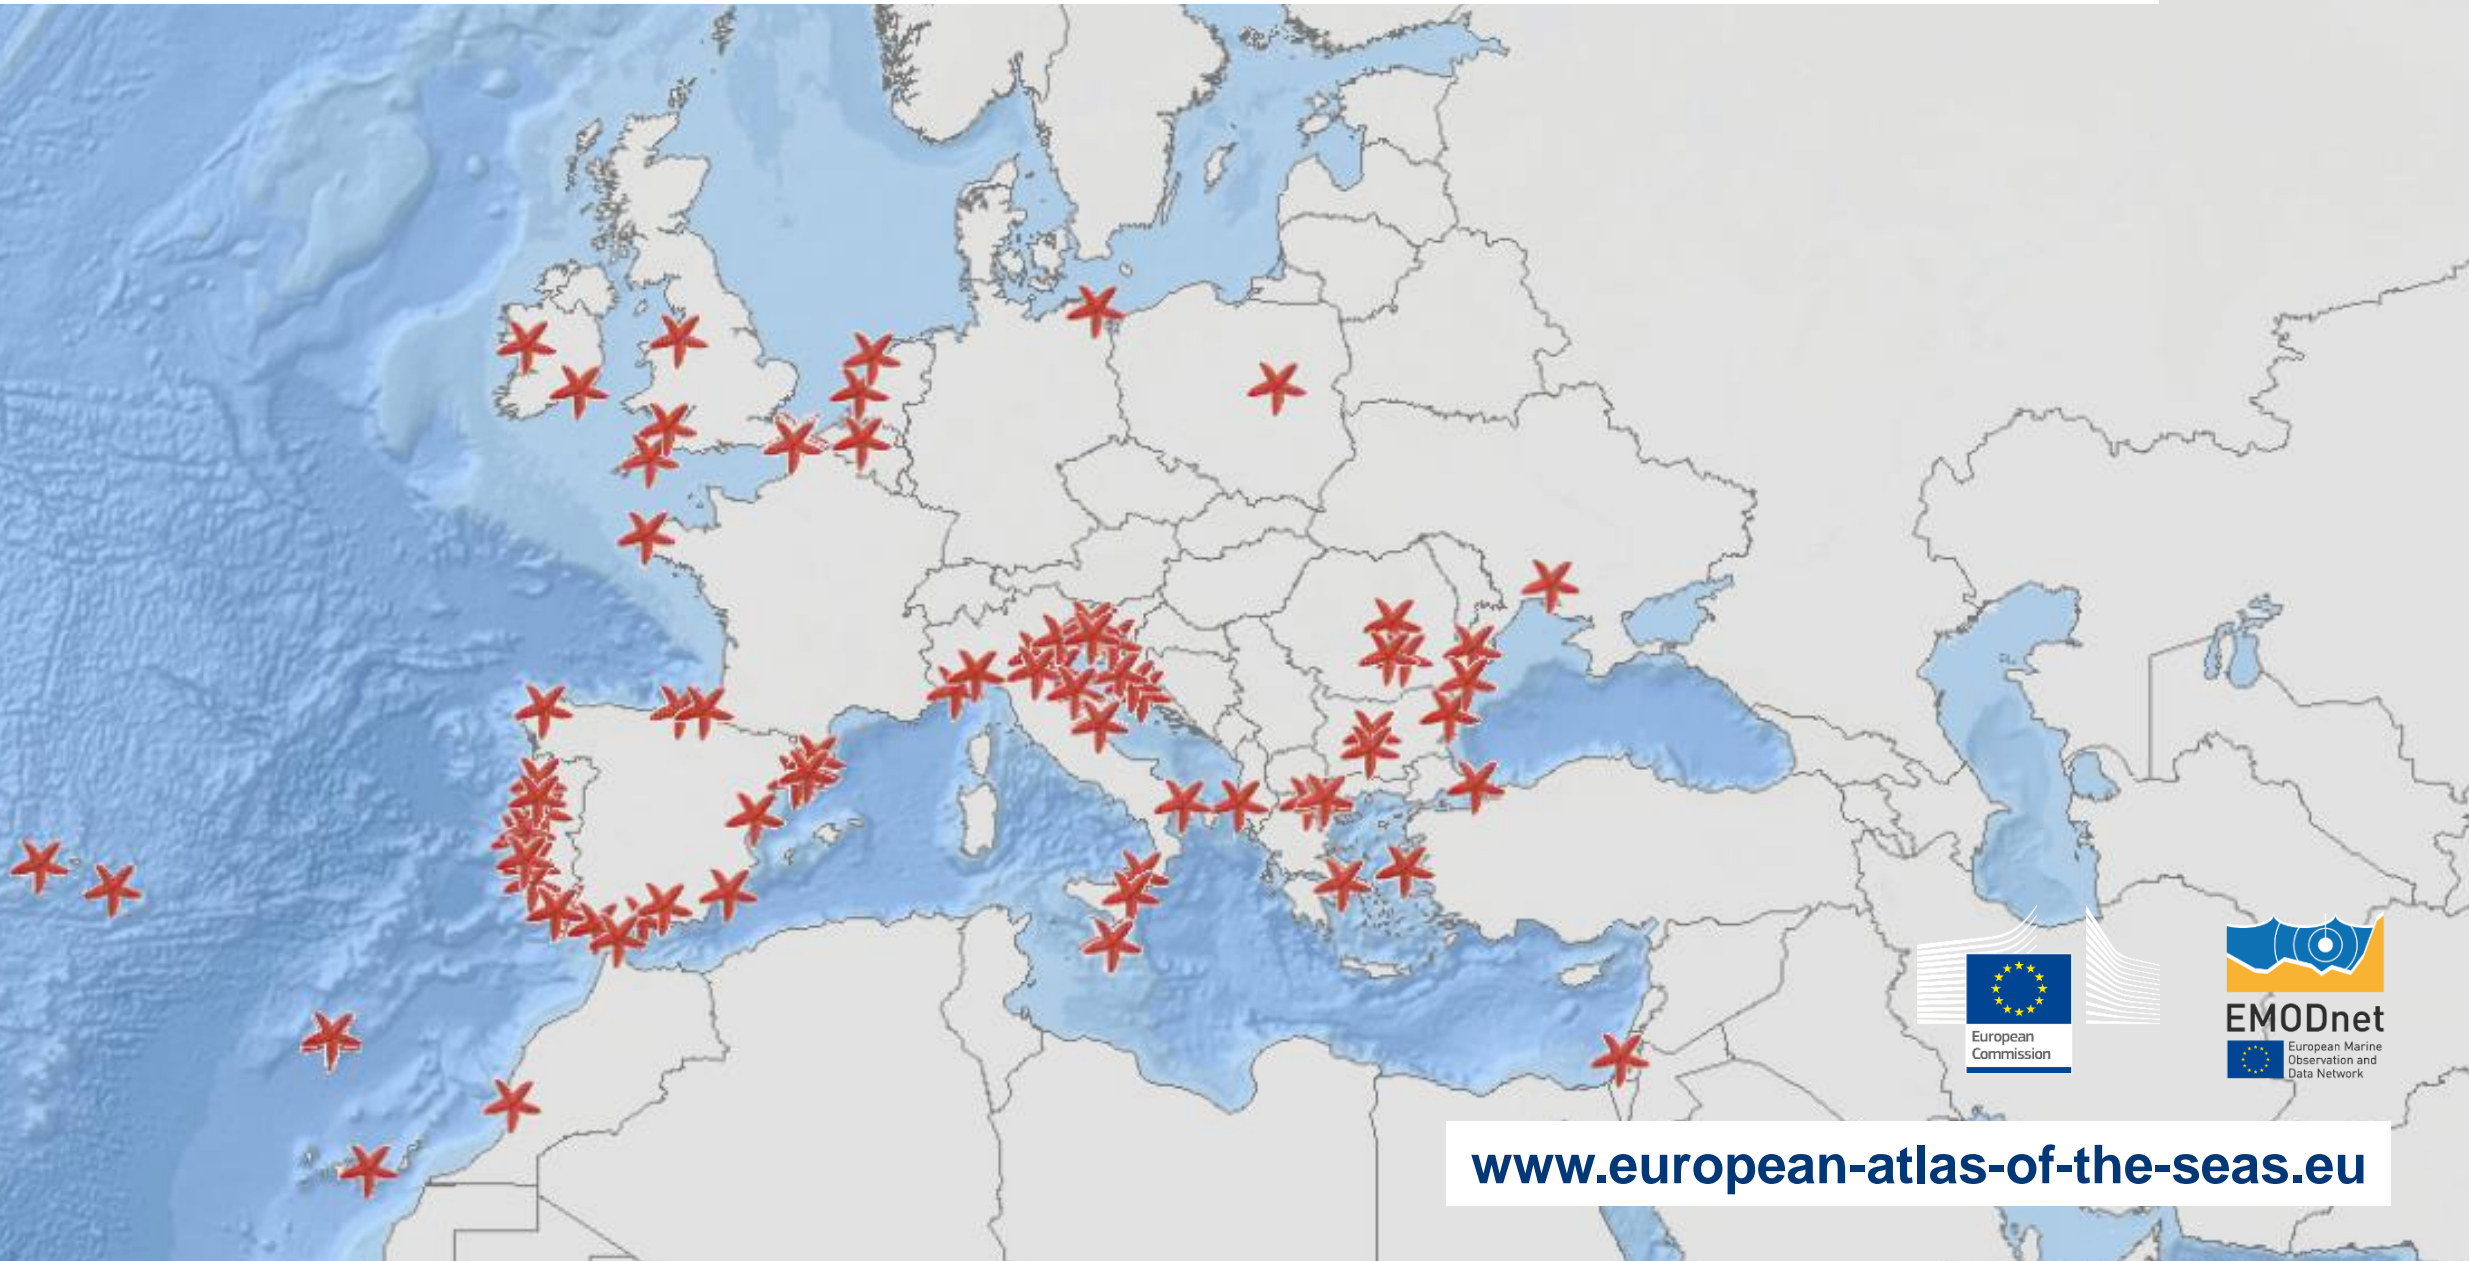 European
Commission
EMODnet
European Marine
Observation and
Data Network
www.european-atlas-of-the-seas.eu